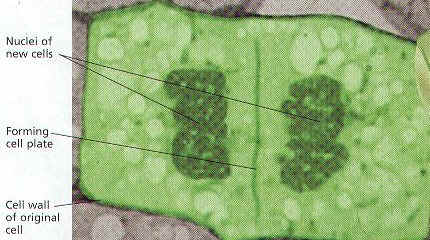 Nuclei of
new cells
Forming
cell plate
Cell wall
of original
cell